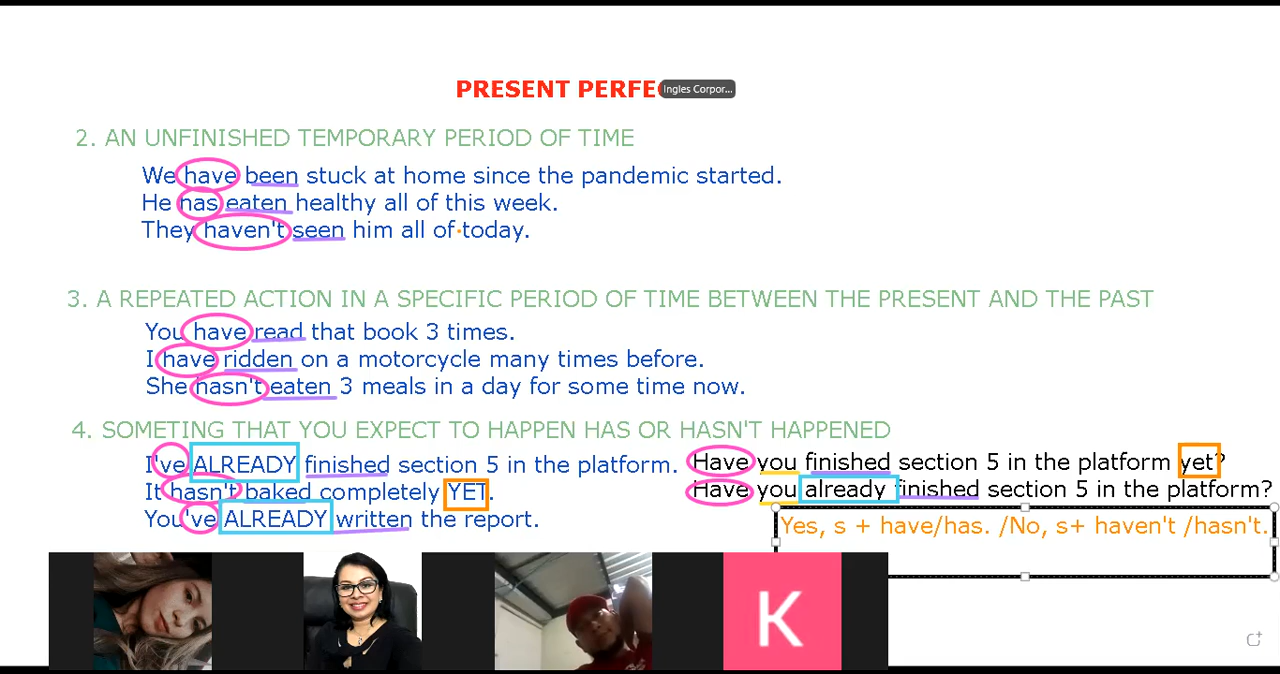 PRESENT PERFE
Ingles Corpor...
2. AN UNFINISHED TEMPORARY PERIOD OF TIME
We have been stuck at home since the pandemic started.
He has eaten healthy all of this week.
They haven't seen him all of today.
3. A REPEATED ACTION IN A SPECIFIC PERIOD OF TIME BETWEEN THE PRESENT AND THE PAST
You have read that book 3 times.
I have ridden on a motorcycle many times before.
She hasn't eaten 3 meals in a day for some time now.
4. SOMETING THAT YOU EXPECT TO HAPPEN HAS OR HASN'T HAPPENED
I've ALREADY finished section 5 in the platform.
It hasn't baked completely YET.
You've ALREADY written the report.
Have you finished section 5 in the platform yet?
Have you already finished section 5 in the platform?
Yes, s + have/has. /No, s+ haven't /hasn't.
K